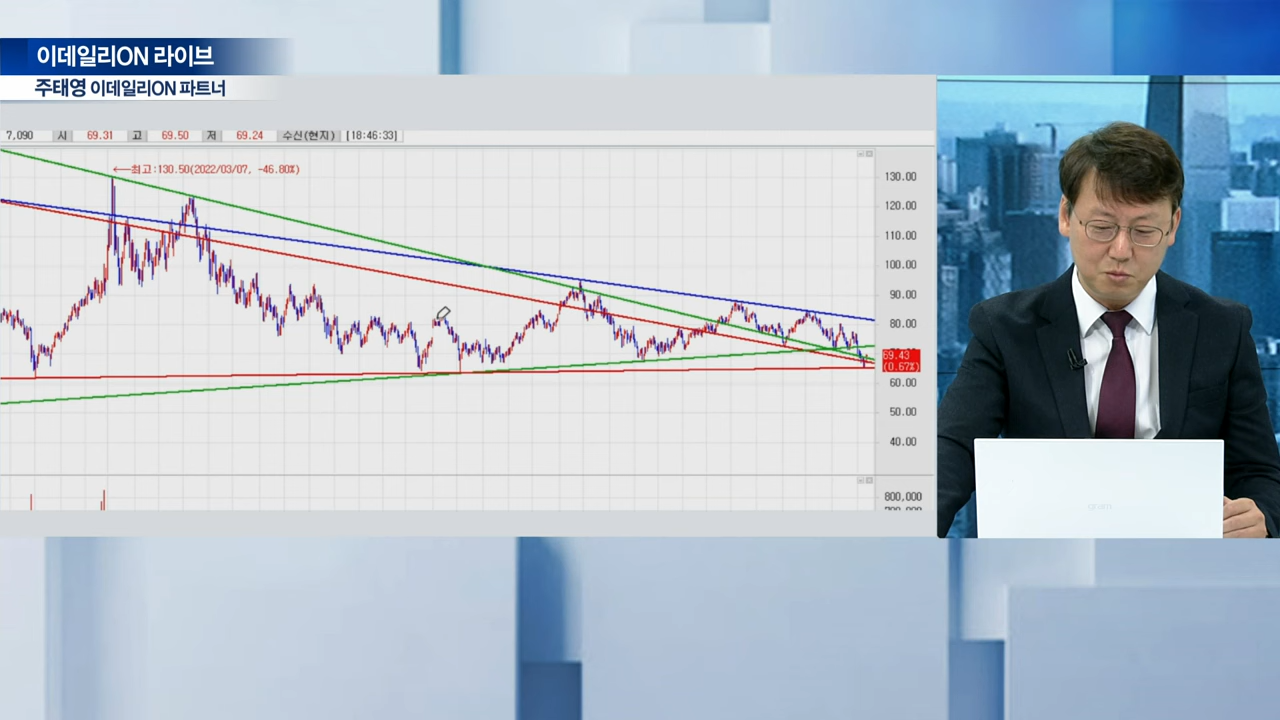 이데일리ON 라이브
주태영 이데일리ON 파트너
7,090 시 69.31 고 69.50 저 69.24 수신(현지) [18:46:33]
←최고:130.50(2022/03/07, -46.80%)
130.00
120.00
110.00
100.00
90.00
80.00
69.43
(0.67%)
60.00
50.00
40.00
800,000
gram